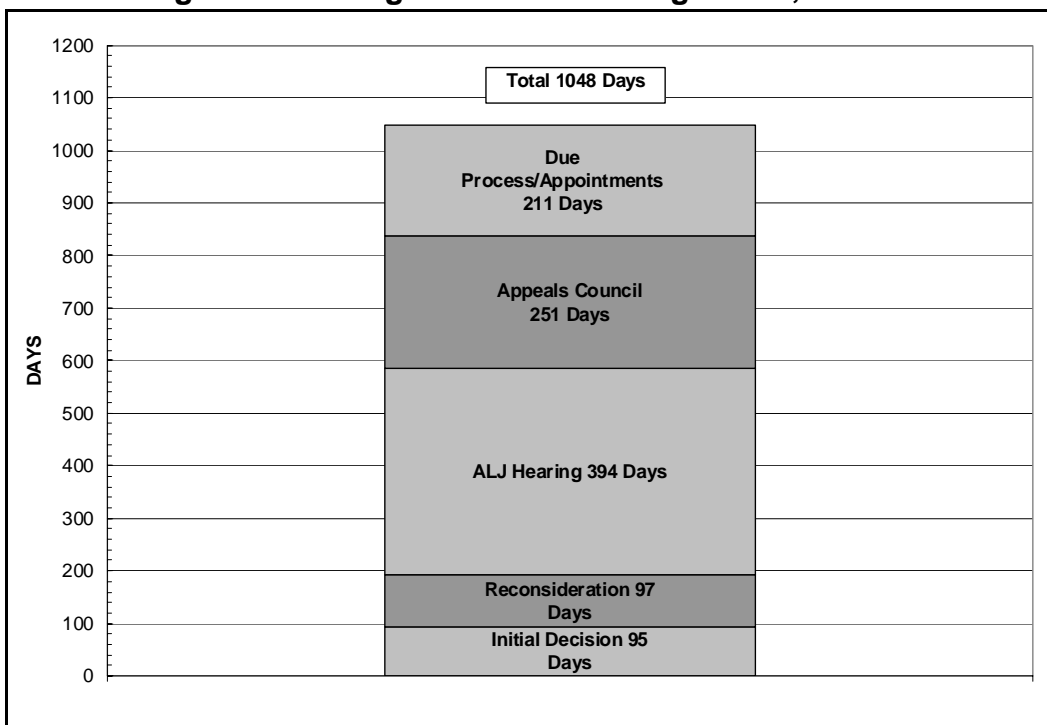 1200
Total 1048 Days
1100
1000
Due
Process/Appointments
211 Days
900
800
Appeals Council
251 Days
700
600
DAYS
500
ALJ Hearing 394 Days
400
300
200
Reconsideration 97
Days
100
Initial Decision 95
Days
0